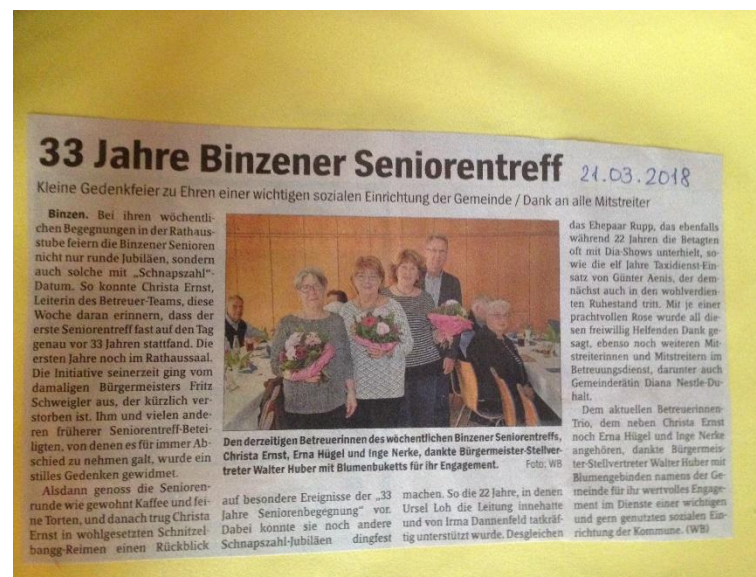 33 Jahre Binzener Seniorentreff
21.03.2018
Kleine Gedenkfeier zu Ehren einer wichtigen sozialen Einrichtung der Gemeinde / Dank an alle Mitstreiter
Binzen. Bei ihren wöchentli-
chen Begegnungen in der Rathaus-
stube feiern die Binzener Senioren
nicht nur runde Jubiläen, sondern
auch solche mit „Schnapszahl“-
Datum. So konnte Christa Ernst,
Leiterin des Betreuer-Teams, diese
Woche daran erinnern, dass der
erste Seniorentreff fast auf den Tag
genau vor 33 Jahren stattfand. Die
ersten Jahre noch im Rathaussaal.
Die Initiative seinerzeit ging vom
damaligen Bürgermeisters Fritz
Schweigler aus, der kürzlich ver-
storben ist. Ihm und vielen ande-
ren früherer Seniorentreff-Betei-
ligten, von denen es für immer Ab-
schied zu nehmen galt, wurde ein
stilles Gedenken gewidmet.
Alsdann genoss die Senioren-
runde wie gewohnt Kaffee und fei-
ne Torten, und danach trug Christa
Ernst in wohlgesetzten Schnitzel-
bangg-Reimen einen Rückblick
Den derzeitigen Betreuerinnen des wöchentlichen Binzener Seniorentreffs,
Christa Ernst, Erna Hügel und Inge Nerke, dankte Bürgermeister-Stellver-
treter Walter Huber mit Blumenbuketts für ihr Engagement.
Foto: WB
auf besondere Ereignisse der „33
Jahre Seniorenbegegnung“ vor.
Dabei konnte sie noch andere
Schnapszahl-Jubiläen dingfest
machen. So die 22 Jahre, in denen
Ursel Loh die Leitung innehatte
und von Irma Dannenfeld tatkräf-
tig unterstützt wurde. Desgleichen
das Ehepaar Rupp, das ebenfalls
während 22 Jahren die Betagten
oft mit Dia-Shows unterhielt, so-
wie die elf Jahre Taxidienst-Ein-
satz von Günter Aenis, der dem-
nächst auch in den wohlverdien-
ten Ruhestand tritt. Mit je einer
prachtvollen Rose wurde all die-
sen freiwillig Helfenden Dank ge-
sagt, ebenso noch weiteren Mit-
streiterinnen und Mitstreitern im
Betreuungsdienst, darunter auch
Gemeinderätin Diana Nestle-Du-
halt.
Dem aktuellen Betreuerinnen-
Trio, dem neben Christa Ernst
noch Erna Hügel und Inge Nerke
angehören, dankte Bürgermeis-
ter-Stellvertreter Walter Huber mit
Blumengebinden namens der Ge-
meinde für ihr wertvolles Engage-
ment im Dienste einer wichtigen
und gern genutzten sozialen Ein-
richtung der Kommune. (WB)